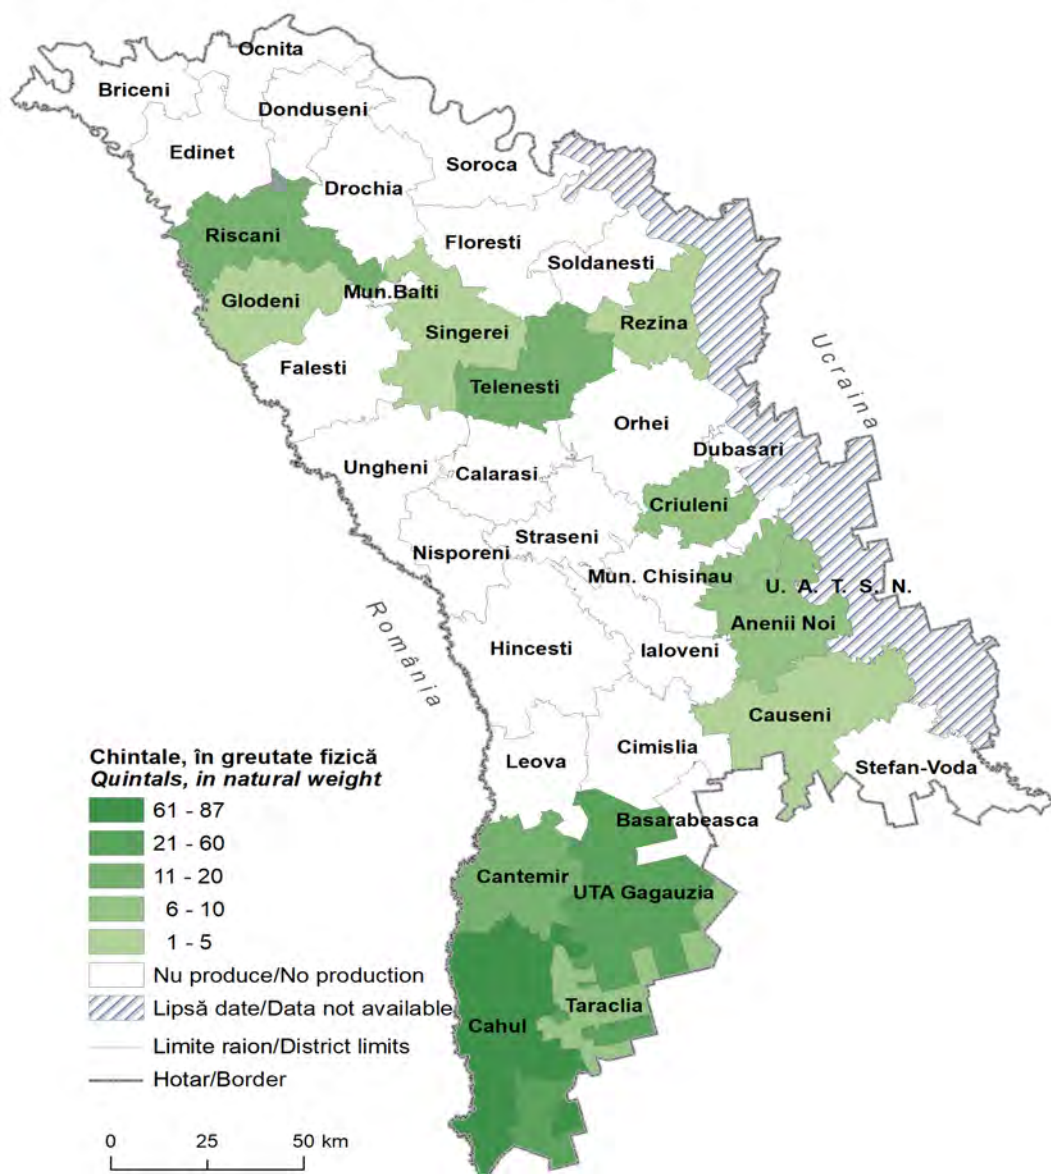 Ocnita
Briceni
Donduseni
Edinet
Soroca
Drochia
Riscani
Floresti
Soldanesti
Glodeni
Mun.Balti
Singerei
Rezina
Ucraina
Falesti
Telenesti
Orhei
Dubasari
Ungheni
Calarasi
Criuleni
Straseni
Nisporeni
Mun. Chisinau
U. A. T. S. N.
România
Anenii Noi
Hincesti
Ialoveni
Causeni
Cimislia
Leova
Stefan-Voda
Basarabeasca
Cantemir
UTA Gagauzia
Taraclia
Cahul
Chintale, în greutate fizică
Quintals, in natural weight
61 - 87
21 - 60
11 - 20
6 - 10
1 - 5
Nu produce/No production
Lipsă date/Data not available
Limite raion/District limits
Hotar/Border
0 25 50 km